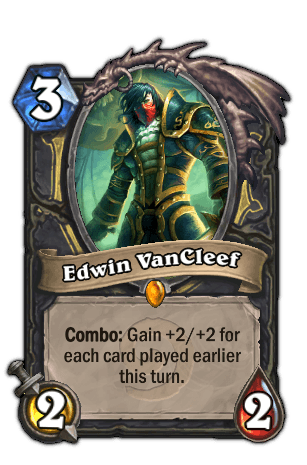 3
Edwin VanCleef
Combo: Gain +2/+2 for
each card played earlier
this turn.
2
2